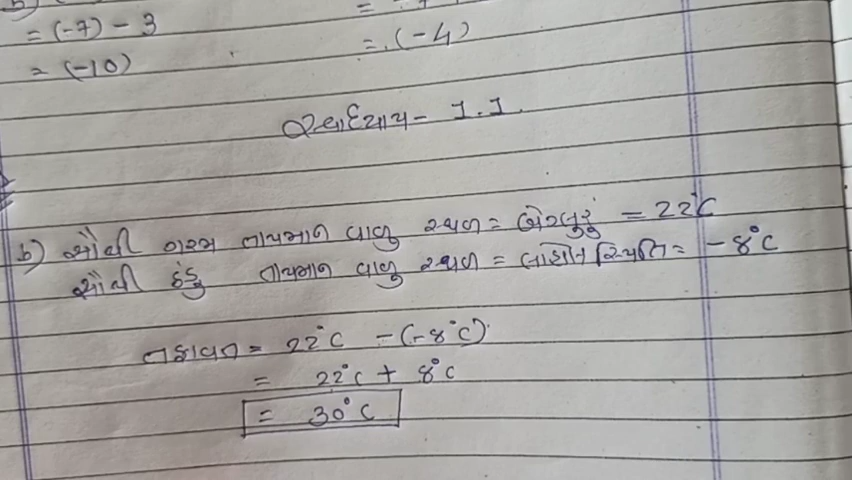 = (-7) - 3
= (-10)
= (-4)
સ્વાધ્યાય - 1.1
b) સૌથી ગરમ તાપમાન વાળુ સ્થળ = બેંગલુરું = 22°C
સૌથી ઠંડુ તાપમાન વાળુ સ્થળ = લાહોલ સ્પિતિ = -8°C
તફાવત = 22°C - (-8°C)
= 22°C + 8°C
= 30°C